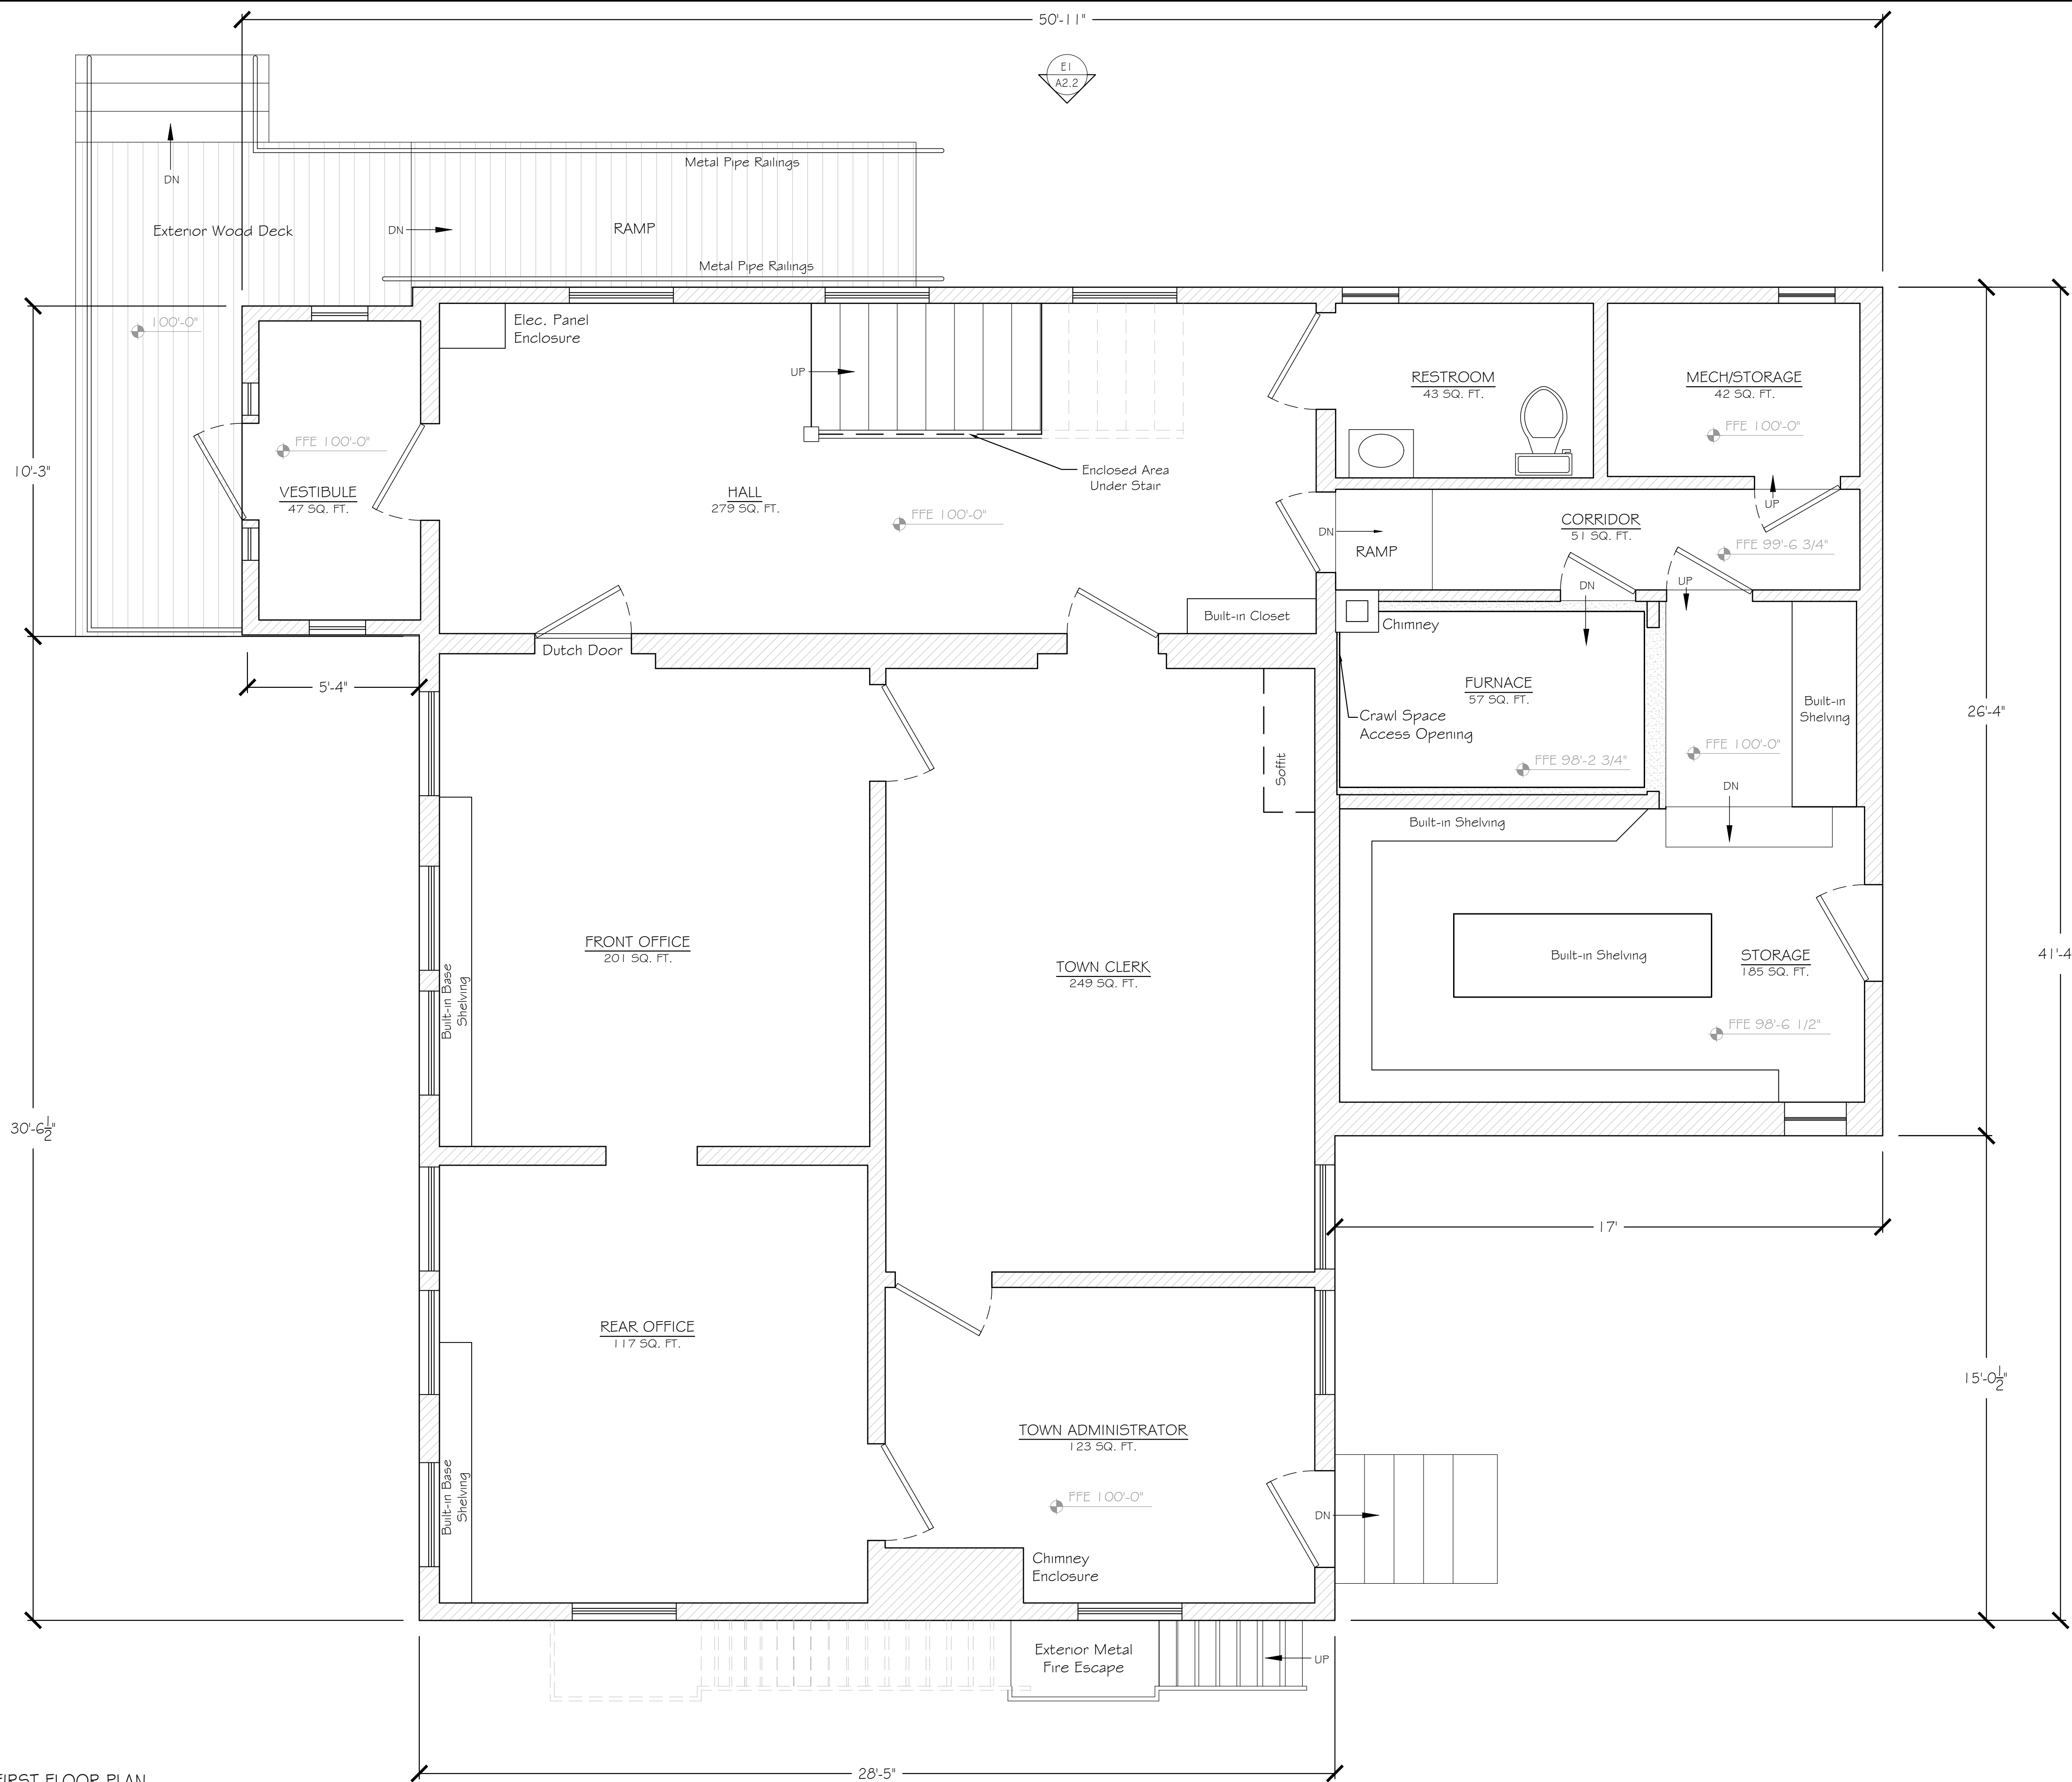 50'-11"
E1
A2.2
Metal Pipe Railings
DN
Exterior Wood Deck
DN
RAMP
Metal Pipe Railings
100'-0"
Elec. Panel
Enclosure
UP
RESTROOM
43 SQ. FT.
MECH/STORAGE
42 SQ. FT.
FFE 100'-0"
FFE 100'-0"
10'-3"
Enclosed Area
Under Stair
VESTIBULE
47 SQ. FT.
HALL
279 SQ. FT.
UP
FFE 100'-0"
CORRIDOR
51 SQ. FT.
DN
RAMP
FFE 99'-6 3/4"
DN
UP
Built-in Closet
Chimney
Dutch Door
5'-4"
FURNACE
57 SQ. FT.
Built-in
Shelving
26'-4"
Crawl Space
Access Opening
FFE 100'-0"
FFE 98'-2 3/4"
Soffit
DN
Built-in Shelving
FRONT OFFICE
201 SQ. FT.
TOWN CLERK
249 SQ. FT.
Built-in Shelving
STORAGE
185 SQ. FT.
41'-4
Built-in Base
Shelving
FFE 98'-6 1/2"
30'-6 1/2"
17'
REAR OFFICE
117 SQ. FT.
15'-0 1/2"
TOWN ADMINISTRATOR
123 SQ. FT.
Built-in Base
Shelving
FFE 100'-0"
DN
Chimney
Enclosure
Exterior Metal
Fire Escape
UP
28'-5"
FIRST FLOOR PLAN